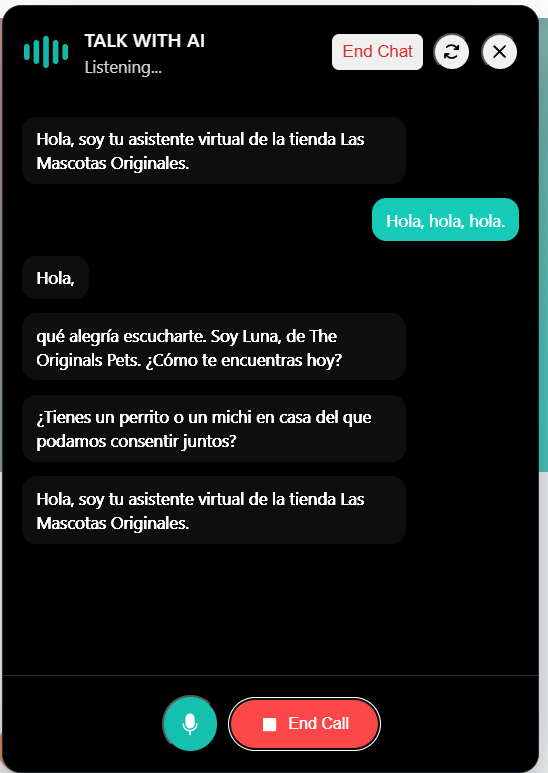 TALK WITH AI
Listening...
End Chat
Hola, soy tu asistente virtual de la tienda Las
Mascotas Originales.
Hola, hola, hola.
Hola,
qué alegría escucharte. Soy Luna, de The
Originals Pets. ¿Cómo te encuentras hoy?
¿Tienes un perrito o un michi en casa del que
podamos consentir juntos?
Hola, soy tu asistente virtual de la tienda Las
Mascotas Originales.
End Call